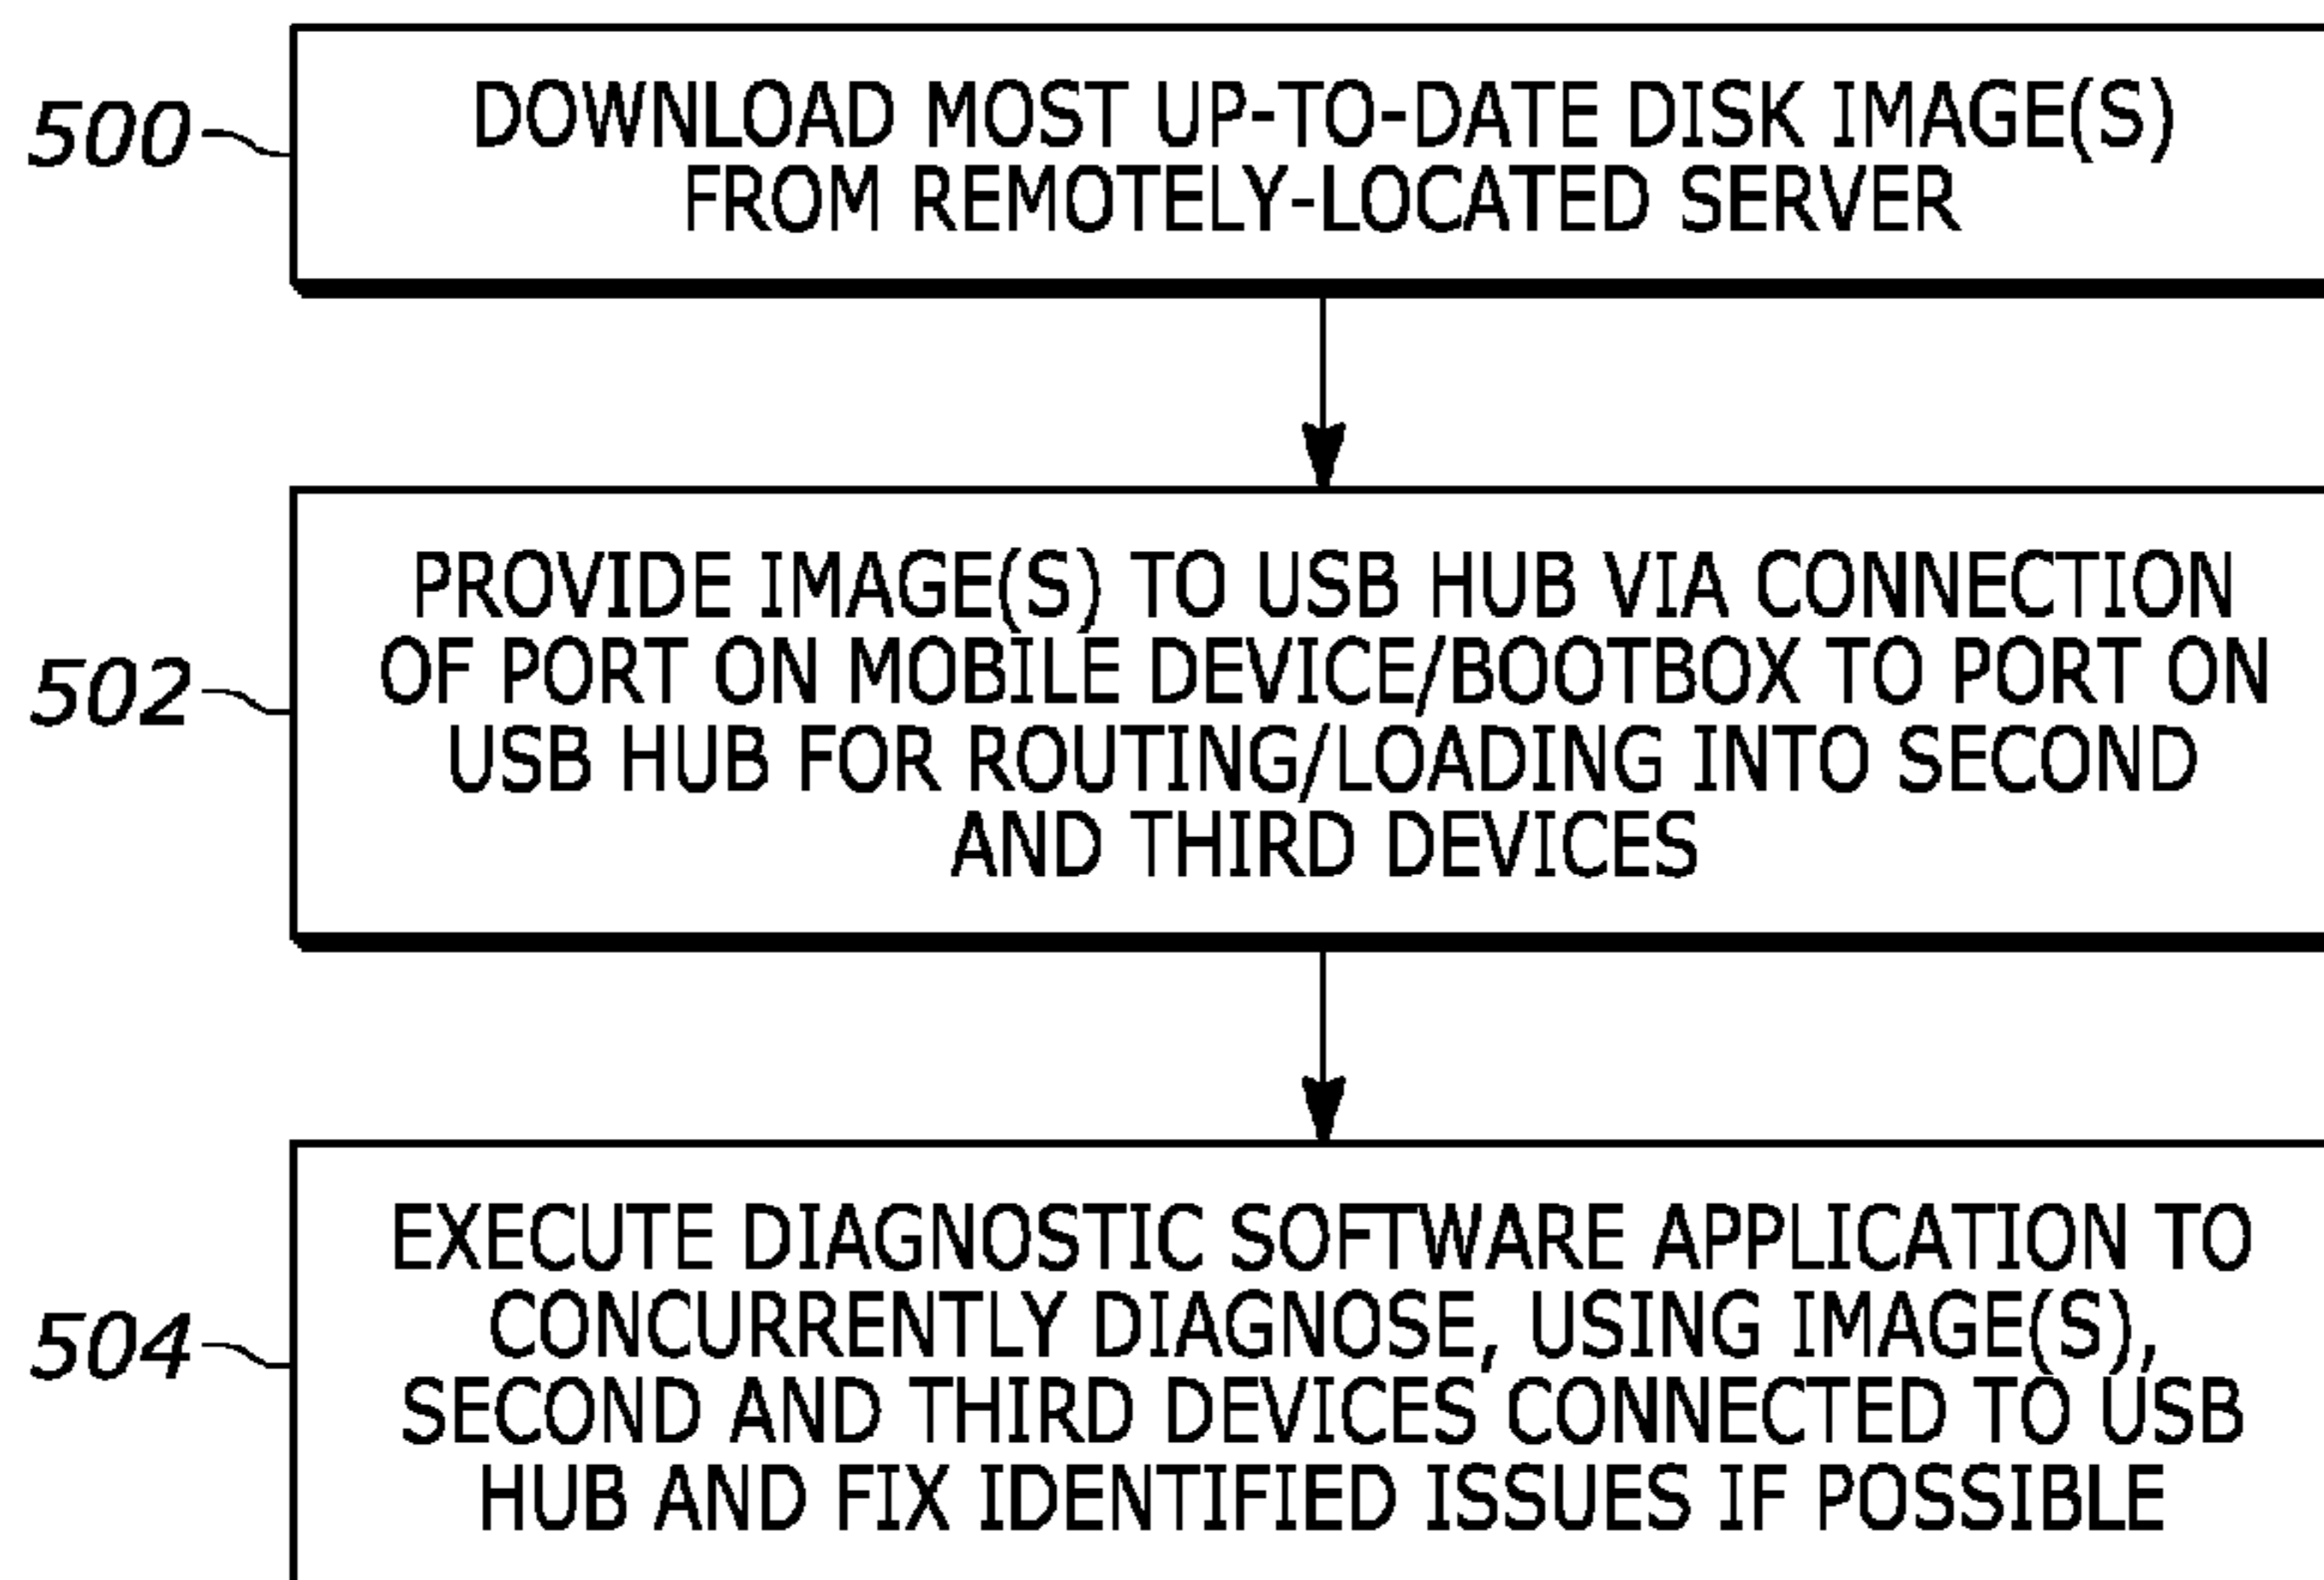 500
DOWNLOAD MOST UP-TO-DATE DISK IMAGE(S)
FROM REMOTELY-LOCATED SERVER
502
PROVIDE IMAGE(S) TO USB HUB VIA CONNECTION
OF PORT ON MOBILE DEVICE/BOOTBOX TO PORT ON
USB HUB FOR ROUTING/LOADING INTO SECOND
AND THIRD DEVICES
504
EXECUTE DIAGNOSTIC SOFTWARE APPLICATION TO
CONCURRENTLY DIAGNOSE, USING IMAGE(S),
SECOND AND THIRD DEVICES CONNECTED TO USB
HUB AND FIX IDENTIFIED ISSUES IF POSSIBLE